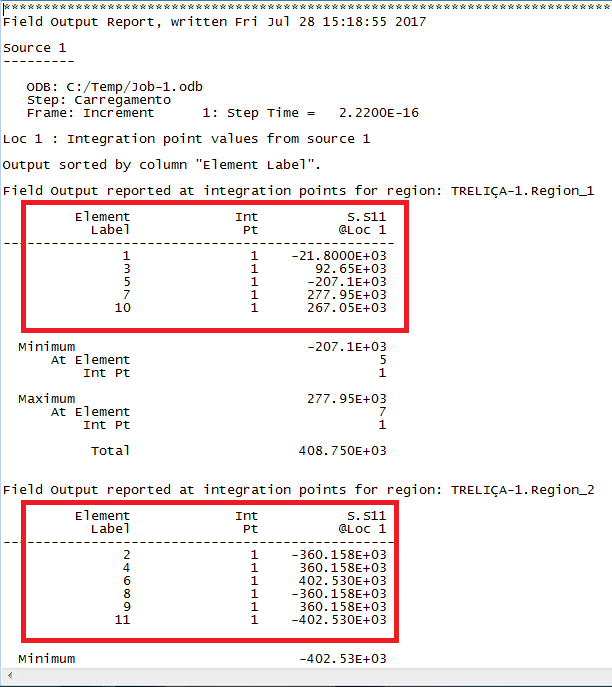 ********************************************************************************
Field Output Report, written Fri Jul 28 15:18:55 2017
Source 1
---------
ODB: C:/Temp/Job-1.odb
Step: Carregamento
Frame: Increment      1: Step Time =   2.2200E-16
Loc 1 : Integration point values from source 1
Output sorted by column "Element Label".
Field Output reported at integration points for region: TRELIÇA-1.Region_1
Element             Int           S.S11
Label              Pt          @Loc 1
-------------------------------------------------
1               1    -21.8000E+03
3               1       92.65E+03
5               1      -207.1E+03
7               1      277.95E+03
10               1      267.05E+03
Minimum                            -207.1E+03
At Element                               5
Int Pt                               1
Maximum                            277.95E+03
At Element                               7
Int Pt                               1
Total                     408.750E+03
Field Output reported at integration points for region: TRELIÇA-1.Region_2
Element             Int           S.S11
Label              Pt          @Loc 1
-------------------------------------------------
2               1    -360.158E+03
4               1     360.158E+03
6               1     402.530E+03
8               1    -360.158E+03
9               1     360.158E+03
11               1    -402.530E+03
Minimum                           -402.53E+03